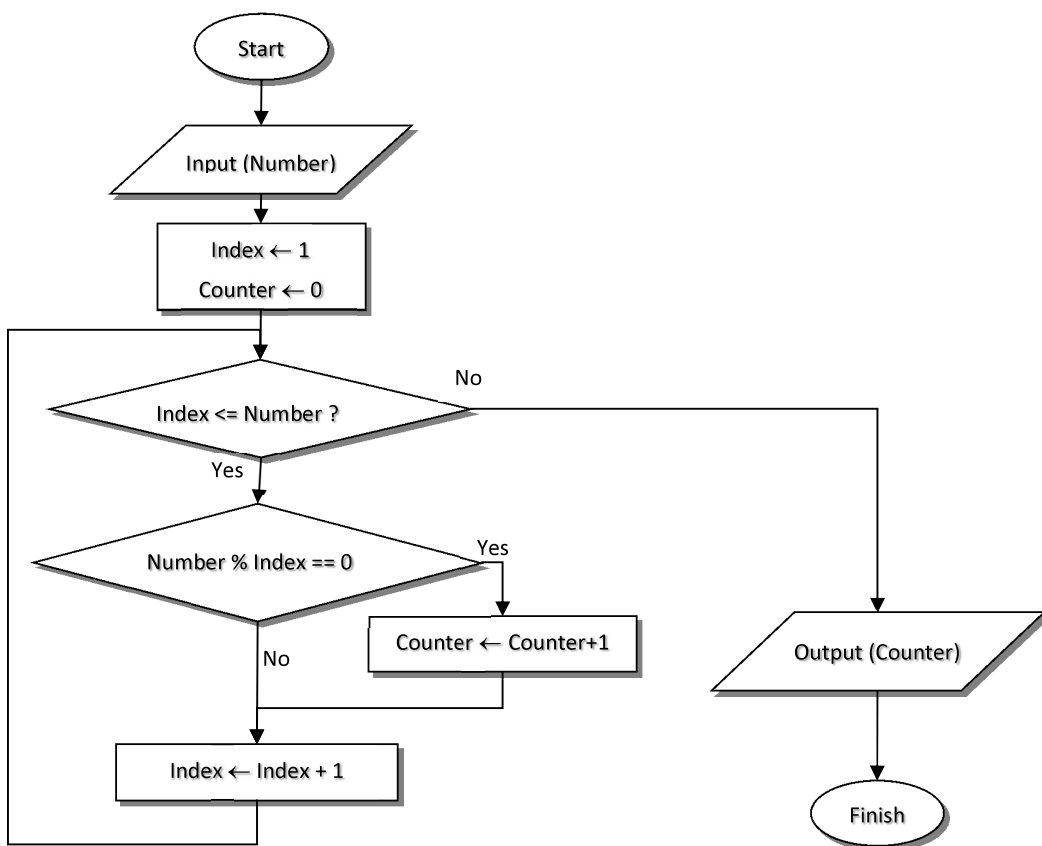 Start
Input (Number)
Index ← 1
Counter ← 0
Index <= Number ?
No
Yes
Number % Index == 0
Yes
Counter ← Counter+1
No
Output (Counter)
Index ← Index + 1
Finish